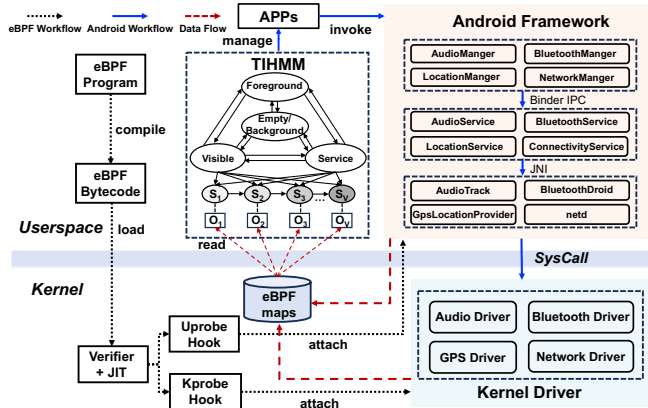 eBPF Workflow
Android Workflow
Data Flow
APPs
invoke
manage
Android Framework
AudioManger
BluetoothManger
LocationManger
NetworkManger
Binder IPC
AudioService
BluetoothService
LocationService
ConnectivityService
JNI
AudioTrack
BluetoothDroid
GpsLocationProvider
netd
eBPF
Program
compile
eBPF
Bytecode
load
TIHMM
Foreground
Empty/
Background
Visible
Service
S1
S2
S3
...
SV
O1
O2
O3
OV
read
Userspace
SysCall
Kernel
eBPF
maps
Uprobe
Hook
attach
Verifier
+ JIT
Kprobe
Hook
attach
Audio Driver
Bluetooth Driver
GPS Driver
Network Driver
Kernel Driver